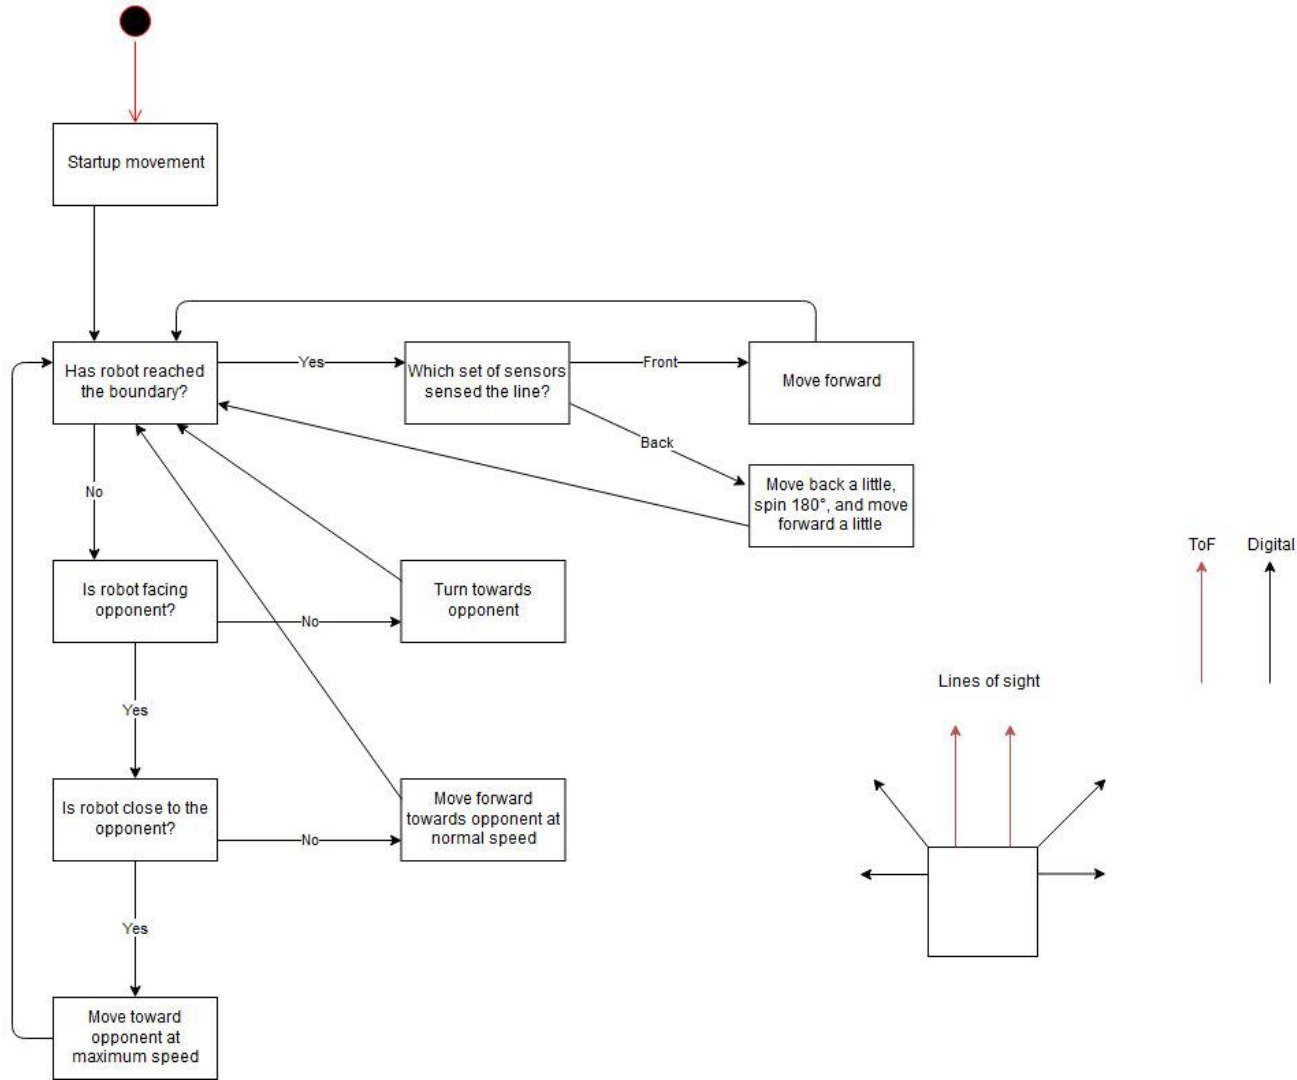 Startup movement
Has robot reached
the boundary?
Yes
Which set of sensors
sensed the line?
Front
Move forward
Back
Move back a little,
spin 180°, and move
forward a little
No
Is robot facing
opponent?
No
Turn towards
opponent
Yes
Is robot close to the
opponent?
No
Move forward
towards opponent at
normal speed
Yes
Move toward
opponent at
maximum speed
ToF
Digital
Lines of sight